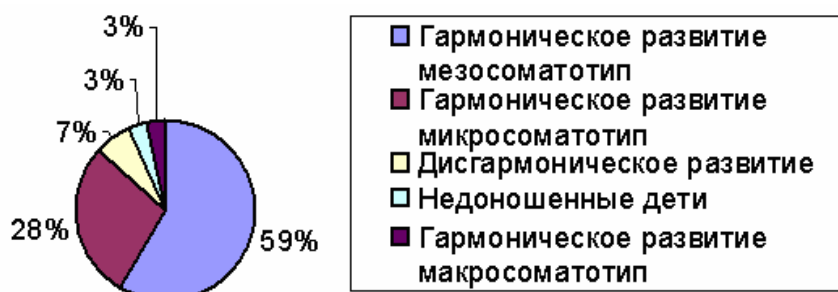 3%
3%
7%
28%
59%
Гармоническое развитие
мезосоматотип
Гармоническое развитие
микросоматотип
Дисгармоническое развитие
Недоношенные дети
Гармоническое развитие
макросоматотип